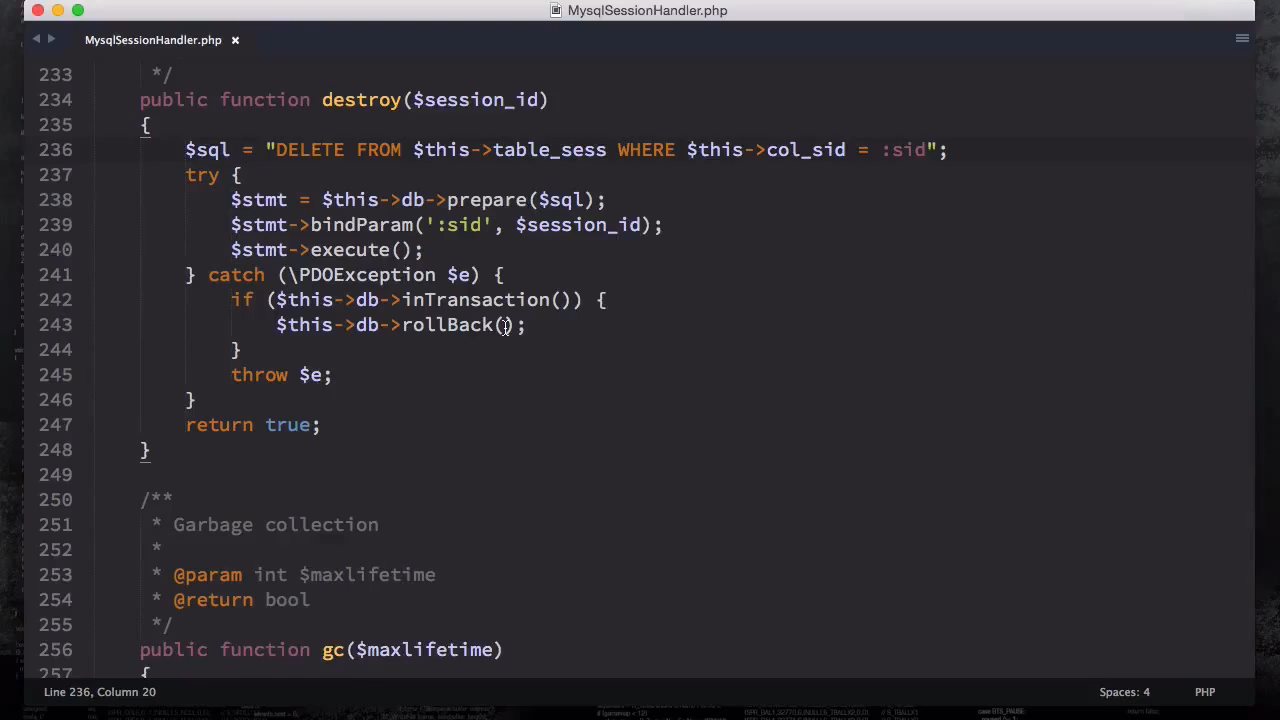 MysqlSessionHandler.php
MysqlSessionHandler.php ×
233 */
234 public function destroy($session_id)
235 {
236 $sql = "DELETE FROM $this->table_sess WHERE $this->col_sid = :sid";
237 try {
238 $stmt = $this->db->prepare($sql);
239 $stmt->bindParam(':sid', $session_id);
240 $stmt->execute();
241 } catch (\PDOException $e) {
242 if ($this->db->inTransaction()) {
243 $this->db->rollBack();
244 }
245 throw $e;
246 }
247 return true;
248 }
249
250 /**
251 * Garbage collection
252 *
253 * @param int $maxlifetime
254 * @return bool
255 */
256 public function gc($maxlifetime)
257 {
Line 236, Column 20
Spaces: 4
PHP